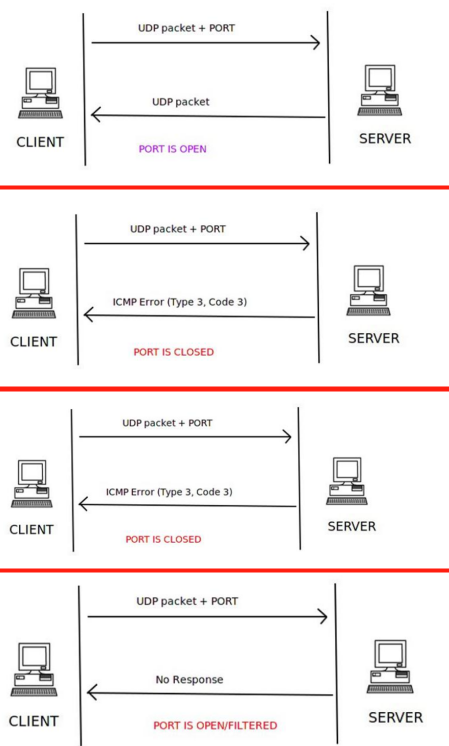 UDP packet + PORT
UDP packet
CLIENT
SERVER
PORT IS OPEN
UDP packet + PORT
ICMP Error (Type 3, Code 3)
CLIENT
SERVER
PORT IS CLOSED
UDP packet + PORT
ICMP Error (Type 3, Code 3)
CLIENT
SERVER
PORT IS CLOSED
UDP packet + PORT
No Response
CLIENT
SERVER
PORT IS OPEN/FILTERED